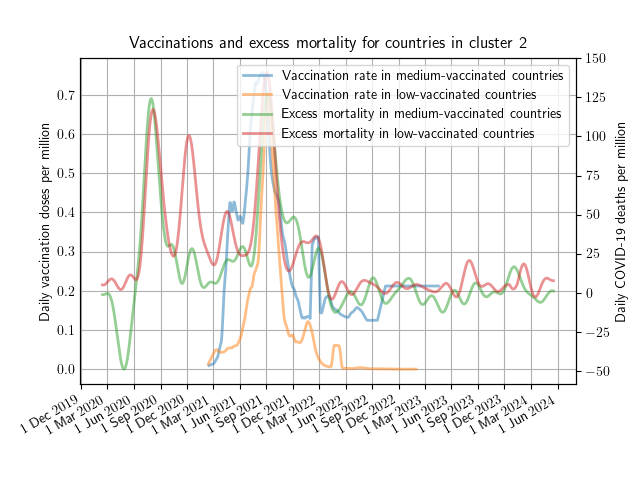 Vaccinations and excess mortality for countries in cluster 2
Vaccination rate in medium-vaccinated countries
Vaccination rate in low-vaccinated countries
Excess mortality in medium-vaccinated countries
Excess mortality in low-vaccinated countries
Daily vaccination doses per million
0.7
0.6
0.5
0.4
0.3
0.2
0.1
0.0
150
125
100
75
50
25
0
−25
−50
Daily COVID-19 deaths per million
1 Dec 2019
1 Mar 2020
1 Jun 2020
1 Sep 2020
1 Dec 2020
1 Mar 2021
1 Jun 2021
1 Sep 2021
1 Dec 2021
1 Mar 2022
1 Jun 2022
1 Sep 2022
1 Dec 2022
1 Mar 2023
1 Jun 2023
1 Sep 2023
1 Dec 2023
1 Mar 2024
1 Jun 2024